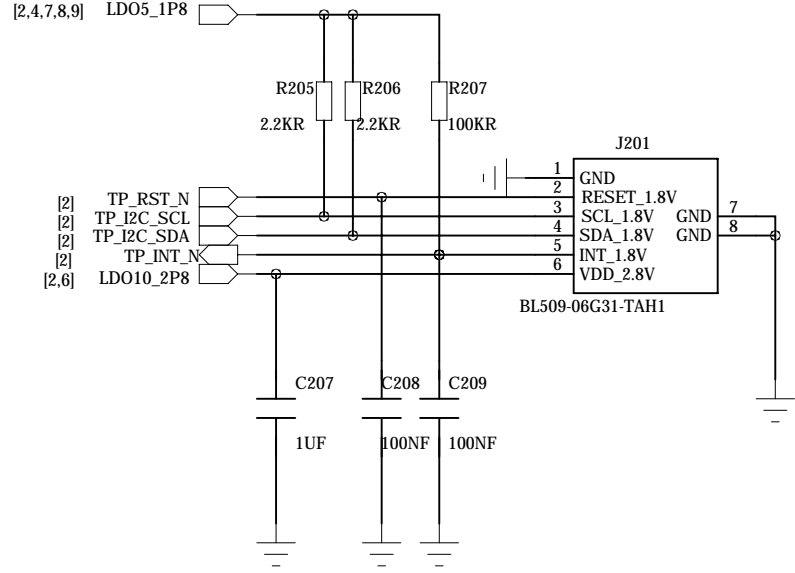 [2,4,7,8,9] LDO5_1P8
R205 R206 R207
2.2KR 2.2KR 100KR
J201
1 GND
[2] TP_RST_N 2 RESET_1.8V
[2] TP_I2C_SCL 3 SCL_1.8V GND 7
[2] TP_I2C_SDA 4 SDA_1.8V GND 8
[2] TP_INT_N 5 INT_1.8V
[2,6] LDO10_2P8 6 VDD_2.8V
BL509-06G31-TAH1
C207 C208 C209
1UF 100NF 100NF